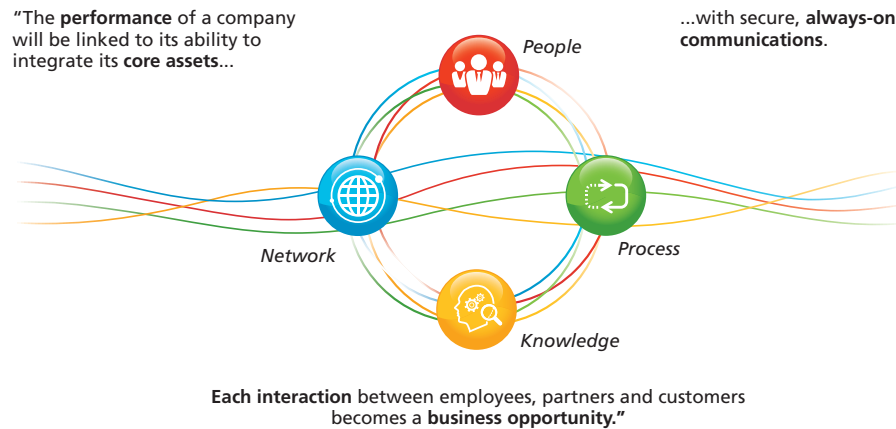 "The performance of a company
will be linked to its ability to
integrate its core assets...
...with secure, always-on
communications.
People
Network
Process
Knowledge
Each interaction between employees, partners and customers
becomes a business opportunity."